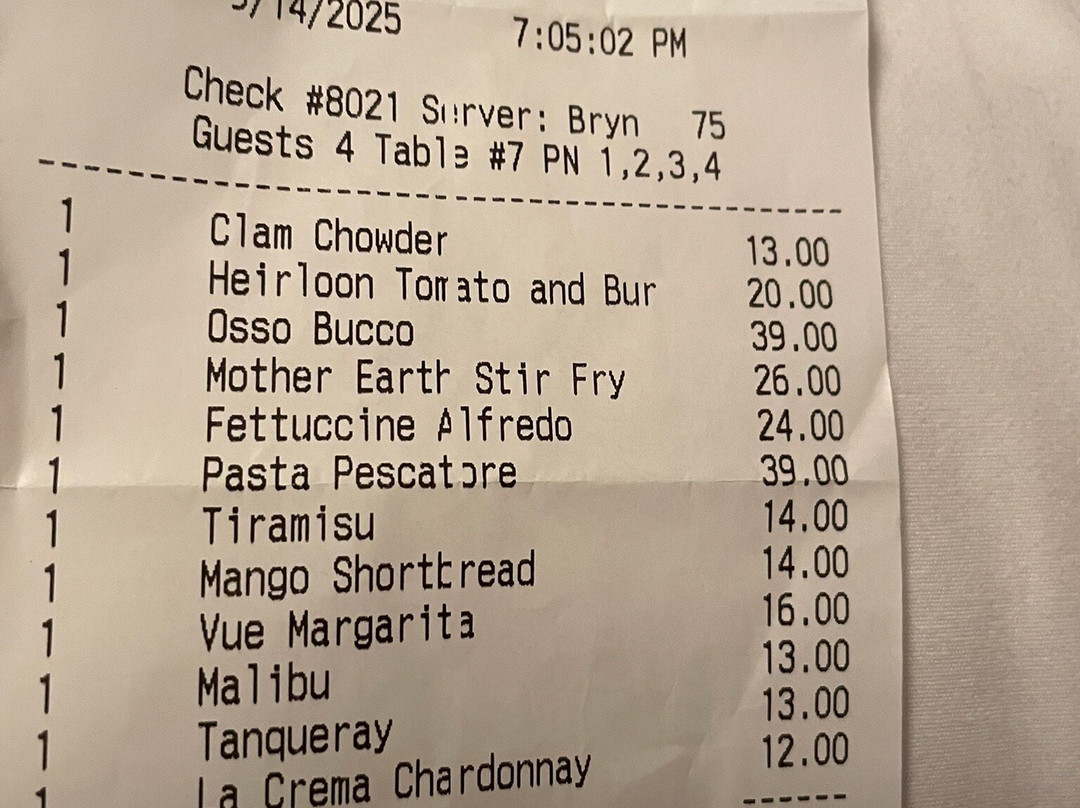 /14/2025 7:05:02 PM
Check #8021 Server: Bryn 75
Guests 4 Table #7 PN 1,2,3,4
1 Clam Chowder 13.00
1 Heirloon Tomato and Bur 20.00
1 Osso Bucco 39.00
1 Mother Earth Stir Fry 26.00
1 Fettuccine Alfredo 24.00
1 Pasta Pescatore 39.00
1 Tiramisu 14.00
1 Mango Shortbread 14.00
1 Vue Margarita 16.00
1 Malibu 13.00
1 Tanqueray 13.00
1 La Crema Chardonnay 12.00